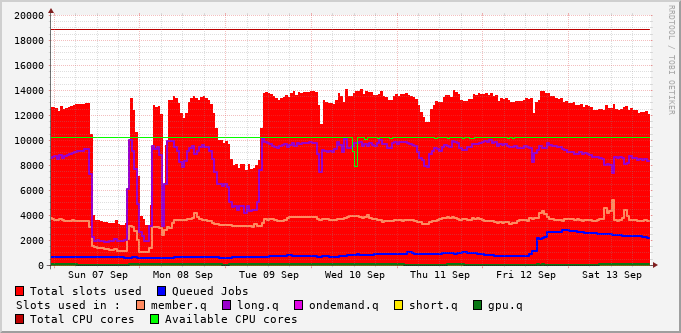 20000
18000
16000
14000
12000
10000
8000
6000
4000
2000
0
Sun 07 Sep Mon 08 Sep Tue 09 Sep Wed 10 Sep Thu 11 Sep Fri 12 Sep Sat 13 Sep
Total slots used Queued Jobs
Slots used in : member.q long.q ondemand.q short.q gpu.q
Total CPU cores Available CPU cores
RRDTOOL / TOBI OETIKER